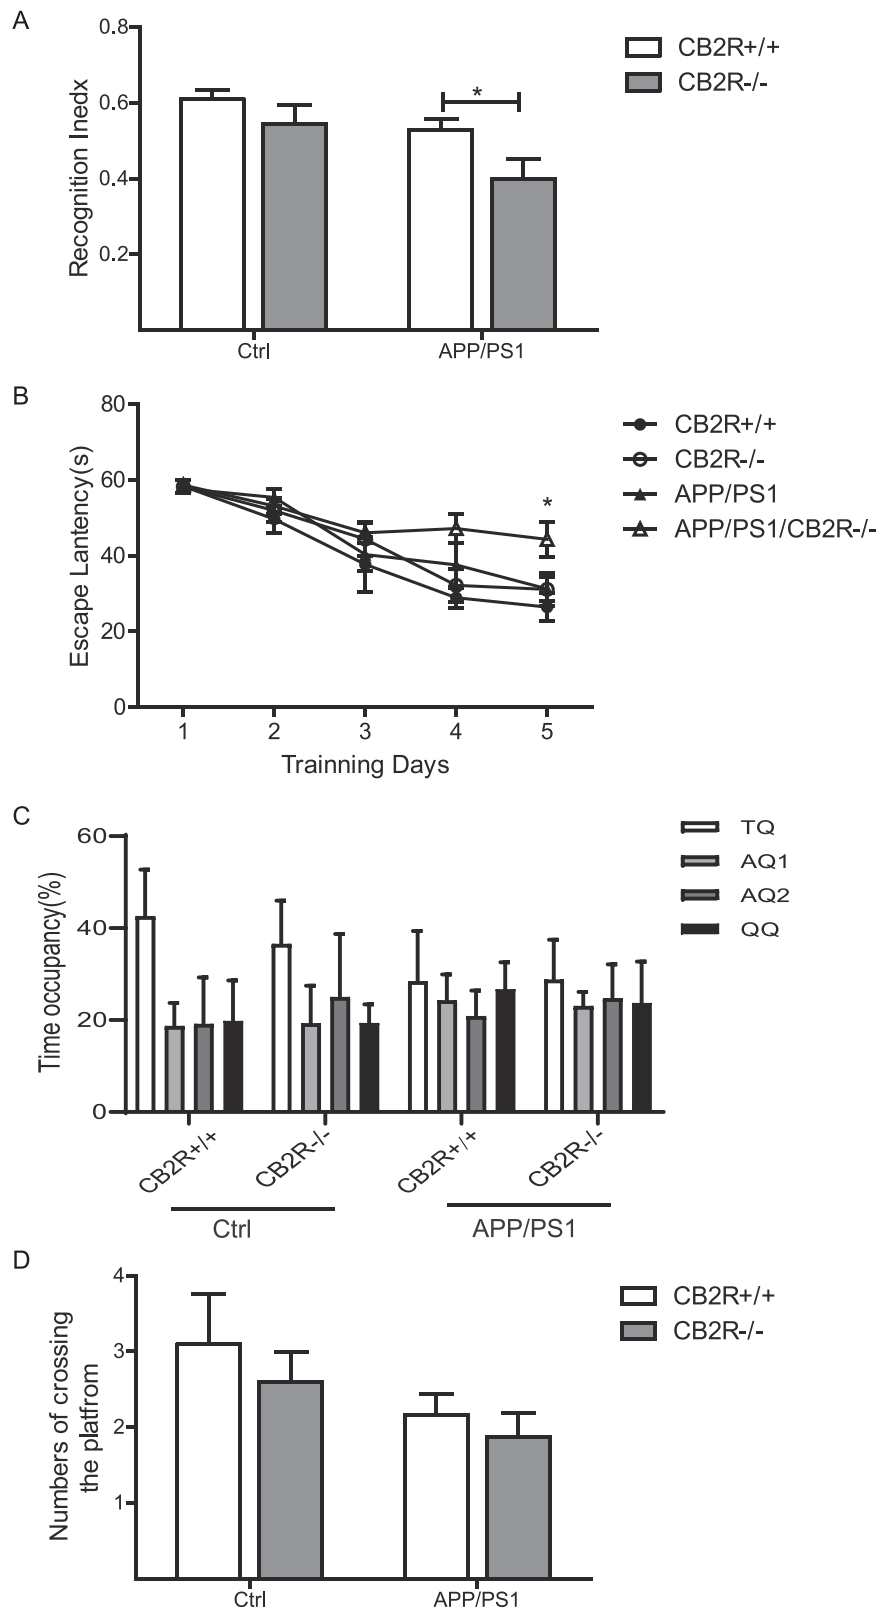 A
0.8
0.6
0.4
0.2
Recognition Inedx
*
Ctrl
APP/PS1
CB2R+/+
CB2R-/-
B
80
60
40
20
0
Escape Lantency(s)
*
1 2 3 4 5
Trainning Days
CB2R+/+
CB2R-/-
APP/PS1
APP/PS1/CB2R-/-
C
60
40
20
0
Time occupancy(%)
CB2R+/+
CB2R-/-
CB2R+/+
CB2R-/-
Ctrl
APP/PS1
TQ
AQ1
AQ2
QQ
D
4
3
2
1
Numbers of crossing
the platfrom
Ctrl
APP/PS1
CB2R+/+
CB2R-/-